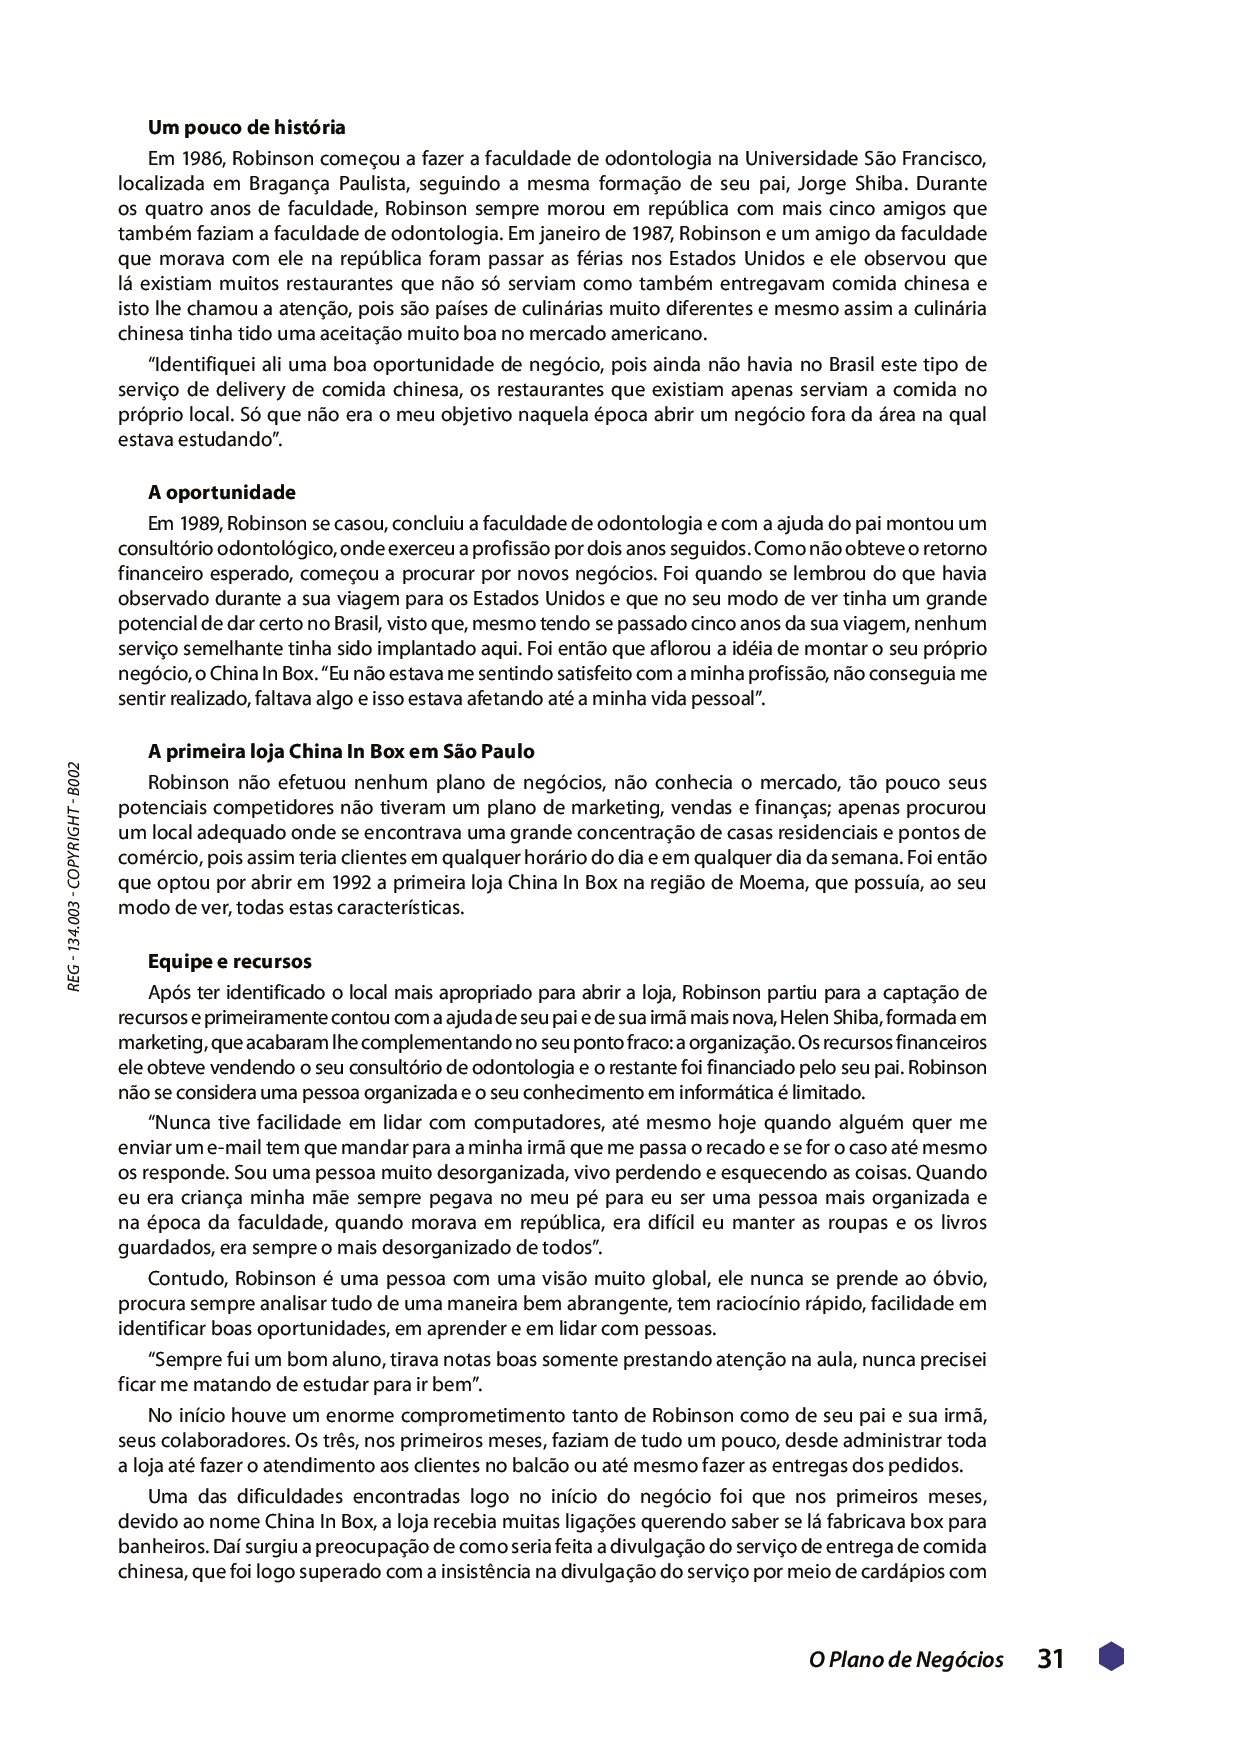 Um pouco de história
Em 1986, Robinson começou a fazer a faculdade de odontologia na Universidade São Francisco,
localizada em Bragança Paulista, seguindo a mesma formação de seu pai, Jorge Shiba. Durante
os quatro anos de faculdade, Robinson sempre morou em república com mais cinco amigos que
também faziam a faculdade de odontologia. Em janeiro de 1987, Robinson e um amigo da faculdade
que morava com ele na república foram passar as férias nos Estados Unidos e ele observou que
lá existiam muitos restaurantes que não só serviam como também entregavam comida chinesa e
isto lhe chamou a atenção, pois são países de culinárias muito diferentes e mesmo assim a culinária
chinesa tinha tido uma aceitação muito boa no mercado americano.
“Identifiquei ali uma boa oportunidade de negócio, pois ainda não havia no Brasil este tipo de
serviço de delivery de comida chinesa, os restaurantes que existiam apenas serviam a comida no
próprio local. Só que não era o meu objetivo naquela época abrir um negócio fora da área na qual
estava estudando”.
A oportunidade
Em 1989, Robinson se casou, concluiu a faculdade de odontologia e com a ajuda do pai montou um
consultório odontológico, onde exerceu a profissão por dois anos seguidos. Como não obteve o retorno
financeiro esperado, começou a procurar por novos negócios. Foi quando se lembrou do que havia
observado durante a sua viagem para os Estados Unidos e que no seu modo de ver tinha um grande
potencial de dar certo no Brasil, visto que, mesmo tendo se passado cinco anos da sua viagem, nenhum
serviço semelhante tinha sido implantado aqui. Foi então que aflorou a idéia de montar o seu próprio
negócio, o China In Box. “Eu não estava me sentindo satisfeito com a minha profissão, não conseguia me
sentir realizado, faltava algo e isso estava afetando até a minha vida pessoal”.
A primeira loja China In Box em São Paulo
Robinson não efetuou nenhum plano de negócios, não conhecia o mercado, tão pouco seus
potenciais competidores não tiveram um plano de marketing, vendas e finanças; apenas procurou
um local adequado onde se encontrava uma grande concentração de casas residenciais e pontos de
comércio, pois assim teria clientes em qualquer horário do dia e em qualquer dia da semana. Foi então
que optou por abrir em 1992 a primeira loja China In Box na região de Moema, que possuía, ao seu
modo de ver, todas estas características.
Equipe e recursos
Após ter identificado o local mais apropriado para abrir a loja, Robinson partiu para a captação de
recursos e primeiramente contou com a ajuda de seu pai e de sua irmã mais nova, Helen Shiba, formada em
marketing, que acabaram lhe complementando no seu ponto fraco: a organização. Os recursos financeiros
ele obteve vendendo o seu consultório de odontologia e o restante foi financiado pelo seu pai. Robinson
não se considera uma pessoa organizada e o seu conhecimento em informática é limitado.
“Nunca tive facilidade em lidar com computadores, até mesmo hoje quando alguém quer me
enviar um e-mail tem que mandar para a minha irmã que me passa o recado e se for o caso até mesmo
os responde. Sou uma pessoa muito desorganizada, vivo perdendo e esquecendo as coisas. Quando
eu era criança minha mãe sempre pegava no meu pé para eu ser uma pessoa mais organizada e
na época da faculdade, quando morava em república, era difícil eu manter as roupas e os livros
guardados, era sempre o mais desorganizado de todos”.
Contudo, Robinson é uma pessoa com uma visão muito global, ele nunca se prende ao óbvio,
procura sempre analisar tudo de uma maneira bem abrangente, tem raciocínio rápido, facilidade em
identificar boas oportunidades, em aprender e em lidar com pessoas.
“Sempre fui um bom aluno, tirava notas boas somente prestando atenção na aula, nunca precisei
ficar me matando de estudar para ir bem”.
No início houve um enorme comprometimento tanto de Robinson como de seu pai e sua irmã,
seus colaboradores. Os três, nos primeiros meses, faziam de tudo um pouco, desde administrar toda
a loja até fazer o atendimento aos clientes no balcão ou até mesmo fazer as entregas dos pedidos.
Uma das dificuldades encontradas logo no início do negócio foi que nos primeiros meses,
devido ao nome China In Box, a loja recebia muitas ligações querendo saber se lá fabricava box para
banheiros. Daí surgiu a preocupação de como seria feita a divulgação do serviço de entrega de comida
chinesa, que foi logo superado com a insistência na divulgação do serviço por meio de cardápios com
REG - 134.003 - COPYRIGHT - B002
O Plano de Negócios 31